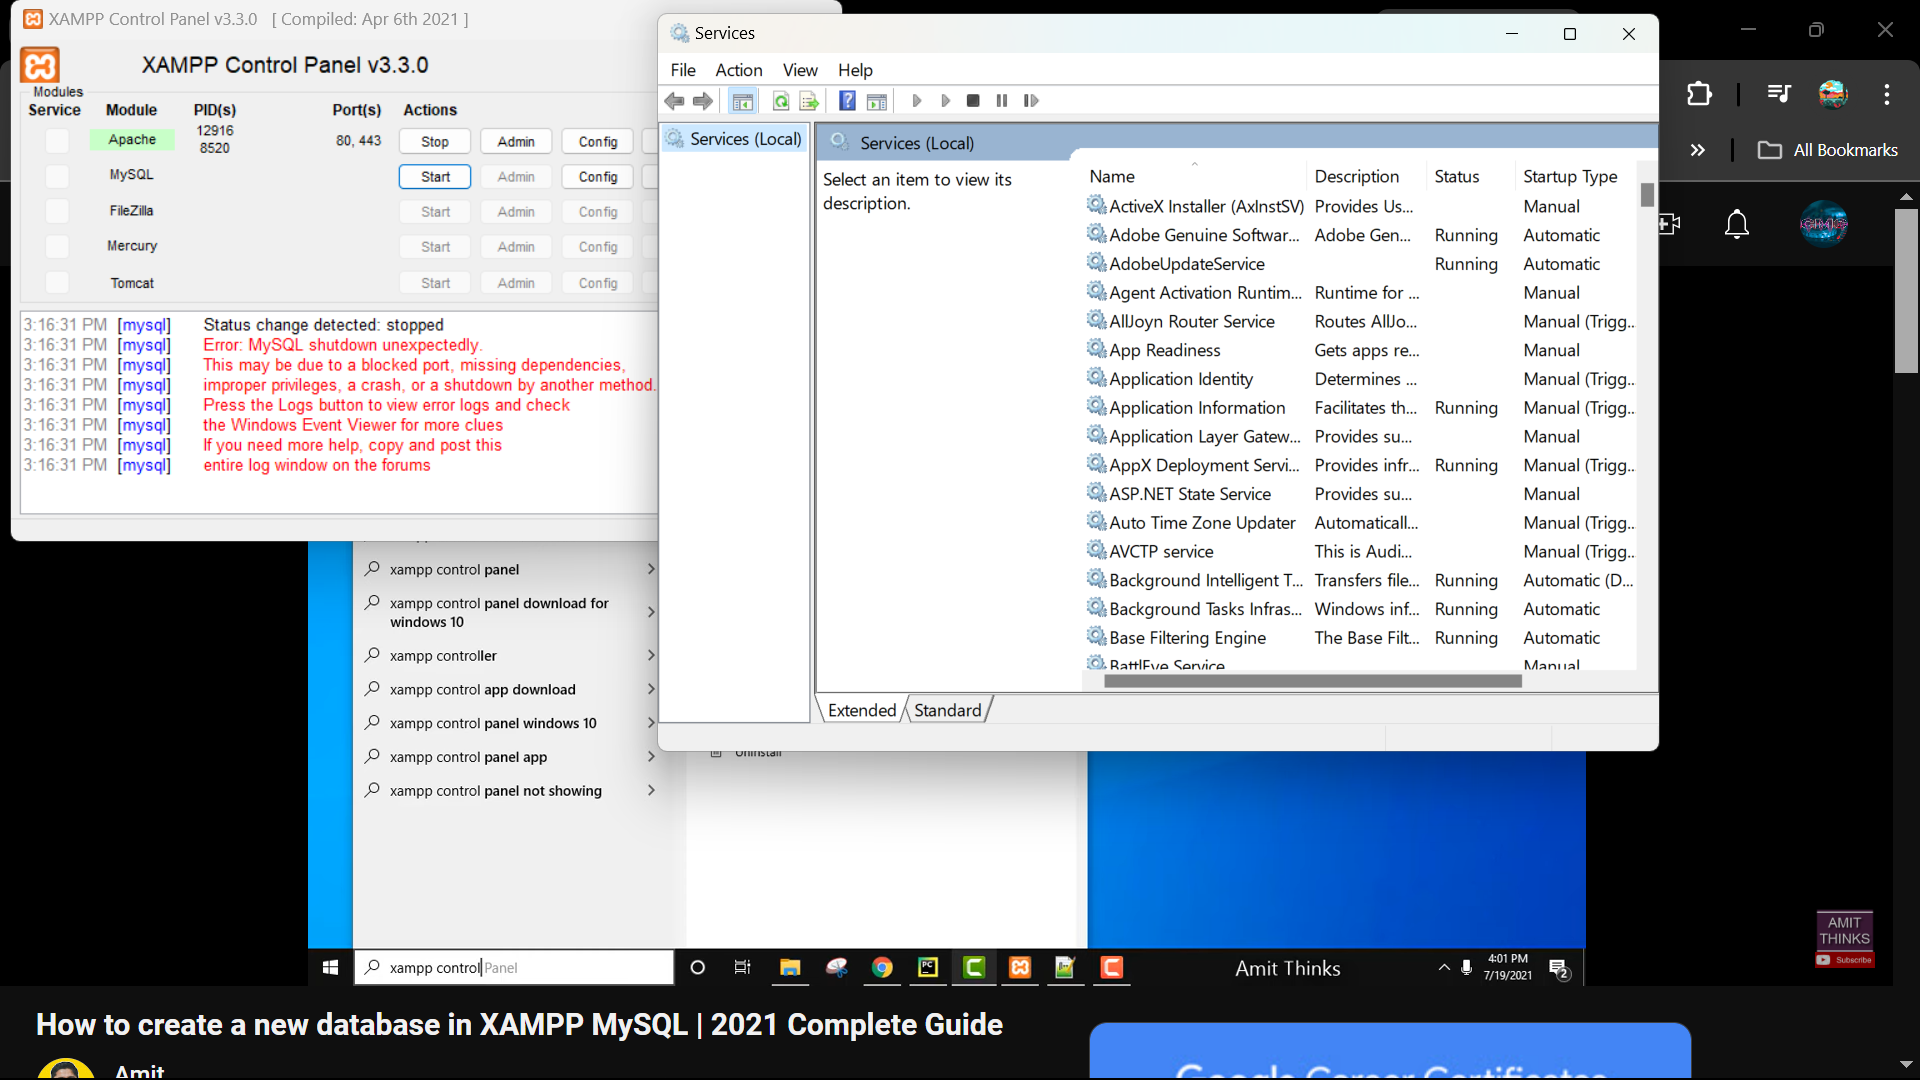 XAMPP Control Panel v3.3.0 [ Compiled: Apr 6th 2021 ]
XAMPP Control Panel v3.3.0
Modules
Service Module PID(s) Port(s) Actions
Apache 12916 8520 80, 443 Stop Admin Config
MySQL Start Admin Config
FileZilla Start Admin Config
Mercury Start Admin Config
Tomcat Start Admin Config
3:16:31 PM [mysql] Status change detected: stopped
3:16:31 PM [mysql] Error: MySQL shutdown unexpectedly.
3:16:31 PM [mysql] This may be due to a blocked port, missing dependencies,
3:16:31 PM [mysql] improper privileges, a crash, or a shutdown by another method.
3:16:31 PM [mysql] Press the Logs button to view error logs and check
3:16:31 PM [mysql] the Windows Event Viewer for more clues
3:16:31 PM [mysql] If you need more help, copy and post this
3:16:31 PM [mysql] entire log window on the forums
Services
File Action View Help
Services (Local)
Services (Local)
Select an item to view its
description.
Name Description Status Startup Type
ActiveX Installer (AxInstSV) Provides Us... Manual
Adobe Genuine Softwar... Adobe Gen... Running Automatic
AdobeUpdateService Running Automatic
Agent Activation Runtim... Runtime for ... Manual
AllJoyn Router Service Routes AllJo... Manual (Trigg...
App Readiness Gets apps re... Manual
Application Identity Determines ... Manual (Trigg...
Application Information Facilitates th... Running Manual (Trigg...
Application Layer Gatew... Provides su... Manual
AppX Deployment Servi... Provides infr... Running Manual (Trigg...
ASP.NET State Service Provides su... Manual
Auto Time Zone Updater Automaticall... Manual (Trigg...
AVCTP service This is Audi... Manual (Trigg...
Background Intelligent T... Transfers file... Running Automatic (D...
Background Tasks Infras... Windows inf... Running Automatic
Base Filtering Engine The Base Filt... Running Automatic
BattlEye Service Manual
Extended Standard
All Bookmarks
xampp control panel
xampp control panel download for
windows 10
xampp controller
xampp control app download
xampp control panel windows 10
xampp control panel app
xampp control panel not showing
Uninstall
xampp control Panel
PC
Amit Thinks
4:01 PM
7/19/2021
2
AMIT
THINKS
Subscribe
How to create a new database in XAMPP MySQL | 2021 Complete Guide
Amit
Google Career Certificates